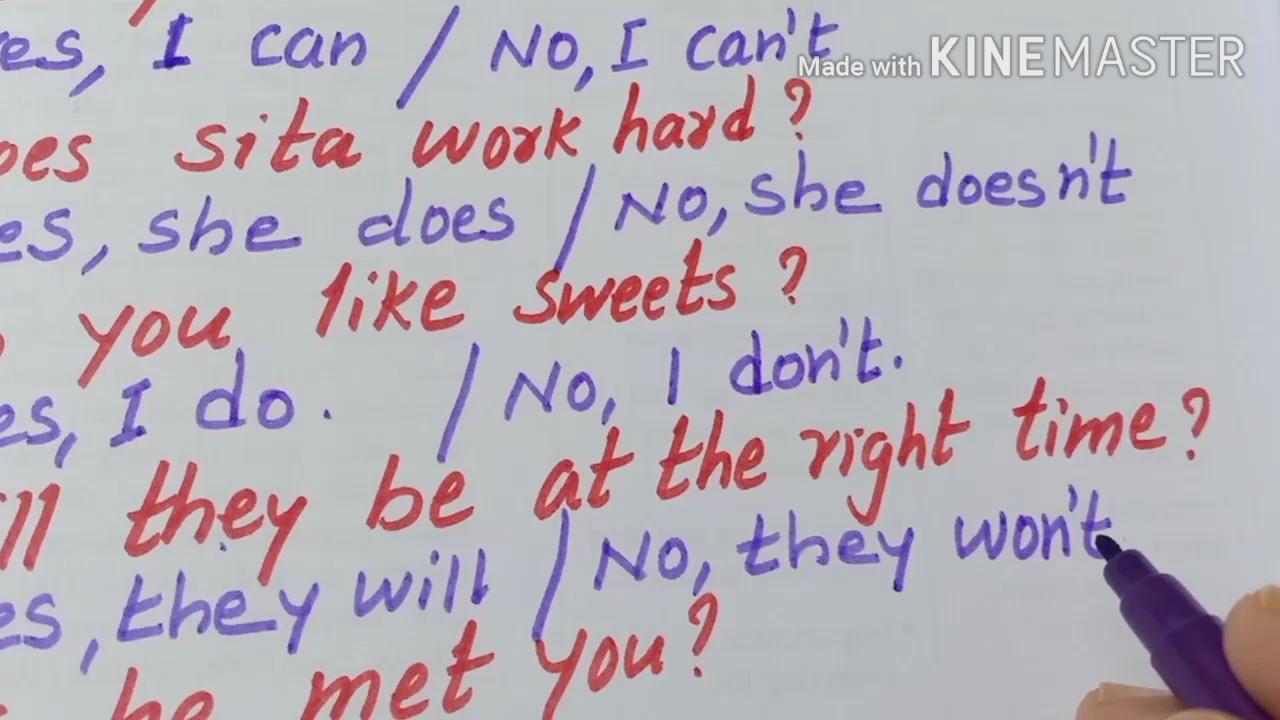 es, I can / No, I can't
Made with KINEMASTER
oes sita work hard?
es, she does / No, she doesn't
you like sweets?
es, I do. / No, I don't.
ill they be at the right time?
es, they will / No, they won't
he met you?